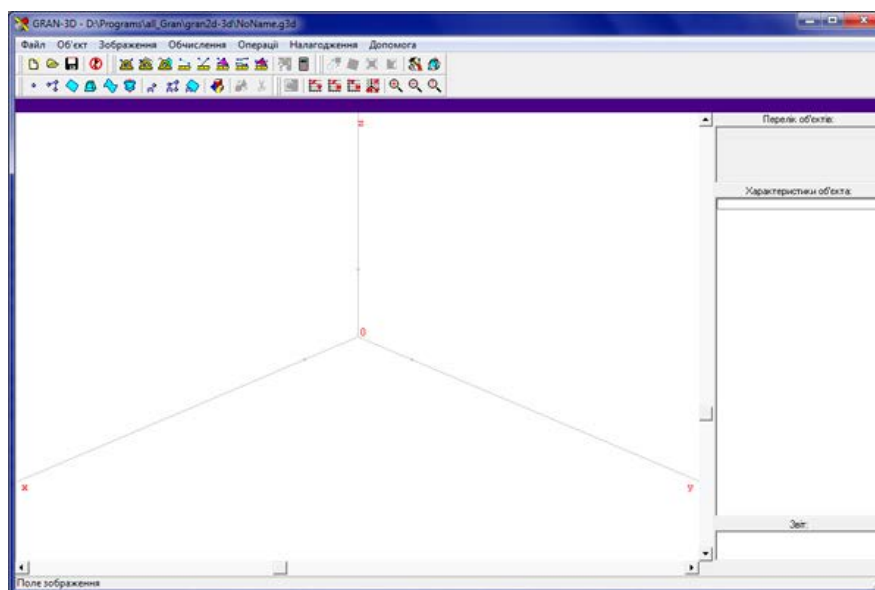 GRAN-3D - D:\Programs\all_Gran\gran2d-3d\NoName.g3d
Файл Об'єкт Зображення Обчислення Операції Налагодження Допомога
Перелік об'єктів:
Характеристики об'єкта:
z
0
x
y
Звіт:
Поле зображення